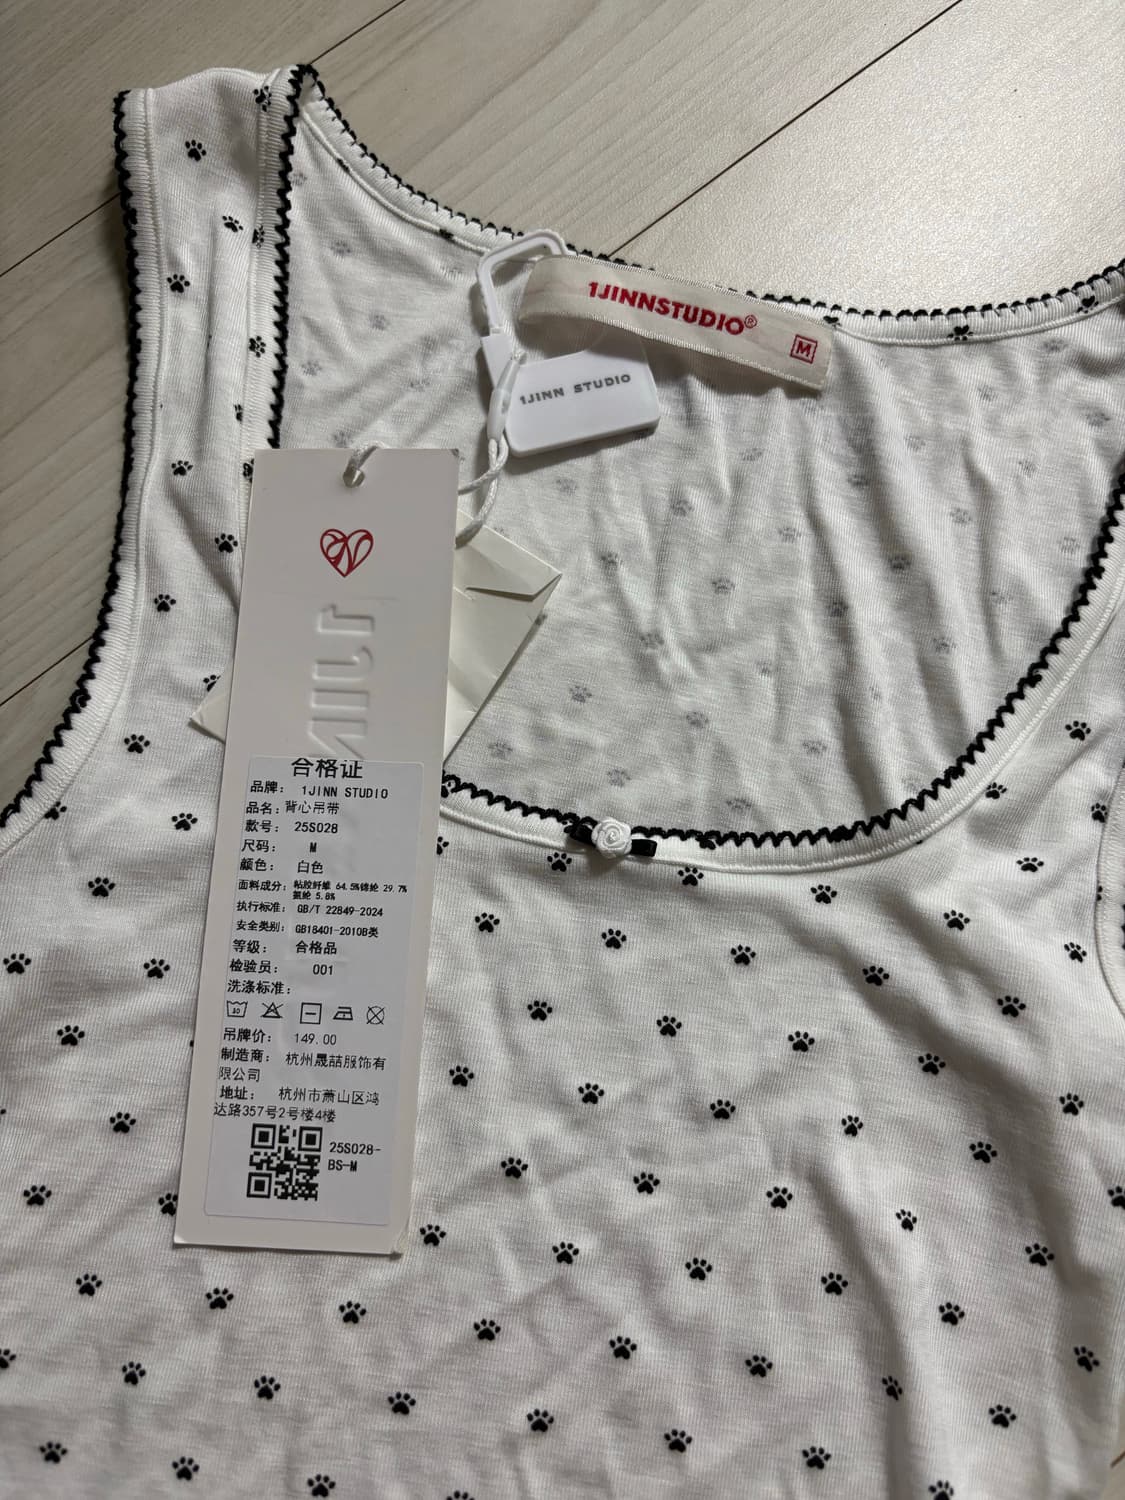 1JINNSTUDIO®
M
1JINN STUDIO
1JIN
合格证
品牌: 1JINN STUDIO
品名: 背心吊带
款号: 25S028
尺码: M
颜色: 白色
面料成分: 粘胶纤维 64.5%锦纶 29.7%
氨纶 5.8%
执行标准: GB/T 22849-2024
安全类别: GB18401-2010B类
等级: 合格品
检验员: 001
洗涤标准:
30
吊牌价: 149.00
制造商: 杭州晟喆服饰有
限公司
地址: 杭州市萧山区鸿
达路357号2号楼4楼
25S028-
BS-M